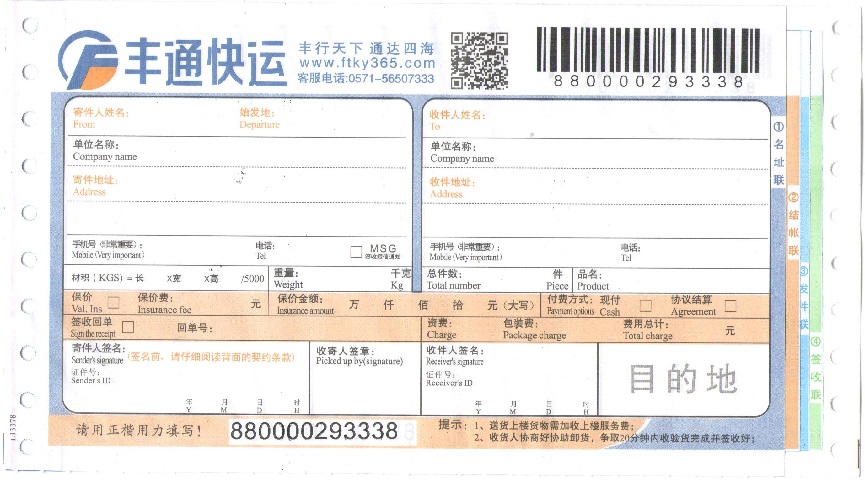 丰通快运
丰行天下 通达四海
www.ftky365.com
客服电话:0571-56507333
880000293338
寄件人姓名: 始发地:
From Departure
单位名称:
Company name
寄件地址:
Address
手机号 (非常重要): 电话:
Mobile (Very important) Tel
MSG
签收短信通知
收件人姓名:
To
单位名称:
Company name
收件地址:
Address
手机号 (非常重要): 电话:
Mobile (Very important) Tel
材积 (KGS) = 长 X宽 X高 /5000
重量: 千克
Weight Kg
总件数: 件
Total number Piece
品名:
Product
保价 保价费: 元
Val. Ins Insurance fee
保价金额: 万 仟 佰 拾 元 (大写)
Insurance amount
付费方式: 现付 协议结算
Payment options Cash Agreement
签收回单 回单号:
Sign the receipt
资费: 包装费: 费用总计: 元
Charge Package charge Total charge
寄件人签名: (签名前, 请仔细阅读背面的契约条款)
Sender's signature
证件号:
Sender's ID
年 月 日 时
Y M D H
收寄人签章:
Picked up by(signature)
收件人签名:
Receiver's signature
证件号:
Receiver's ID
年 月 日 时
Y M D H
目的地
请用正楷用力填写!
880000293338
提示: 1、送货上楼货物需加收上楼服务费;
2、收货人协商好协助卸货, 争取20分钟内收验货完成并签收好;
①名址联
②结帐联
③发件联
④签收联